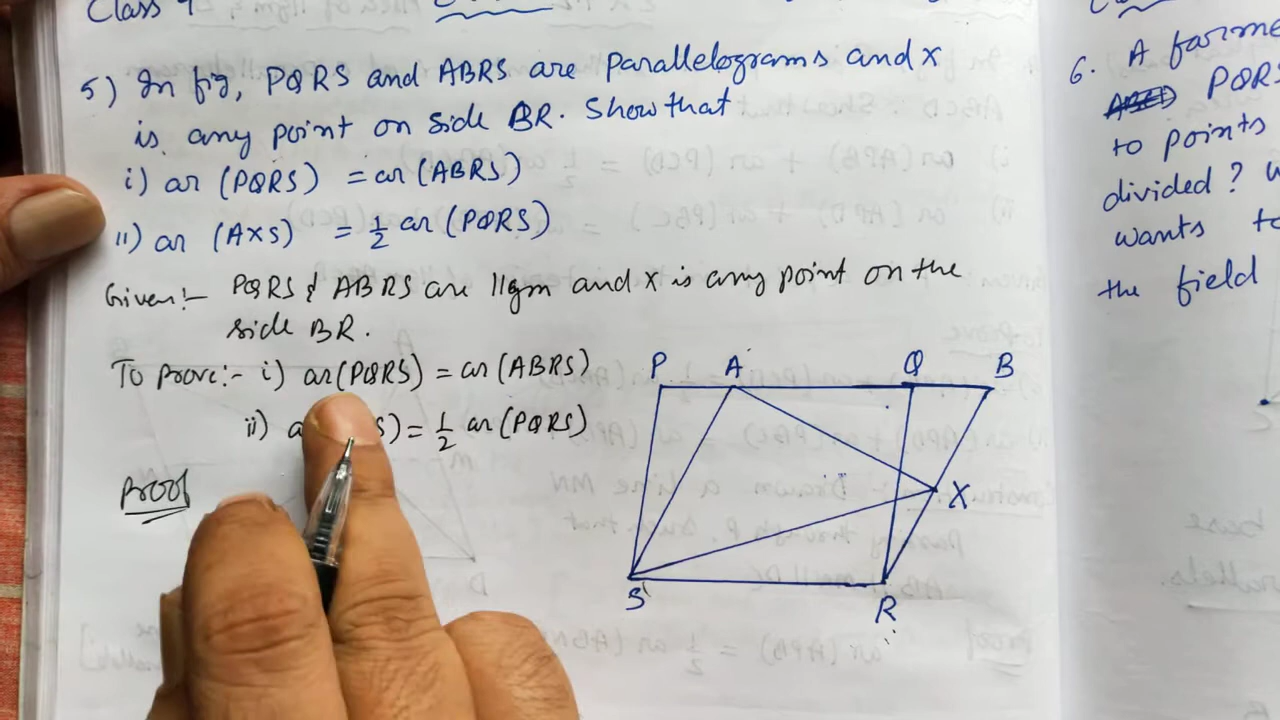 Class 9
5) In fig, PQRS and ABRS are parallelograms and X
is any point on side BR. Show that
i) ar (PQRS) = ar (ABRS)
ii) ar (AXS) = 1/2 ar (PQRS)
Given:- PQRS & ABRS are ||gm and X is any point on the
side BR.
To prove:- i) ar(PQRS) = ar (ABRS)
ii) a S) = 1/2 ar (PQRS)
Proof
P A Q B
X
S R
6. A farme
PQRS
to points
divided? w
wants to
the field